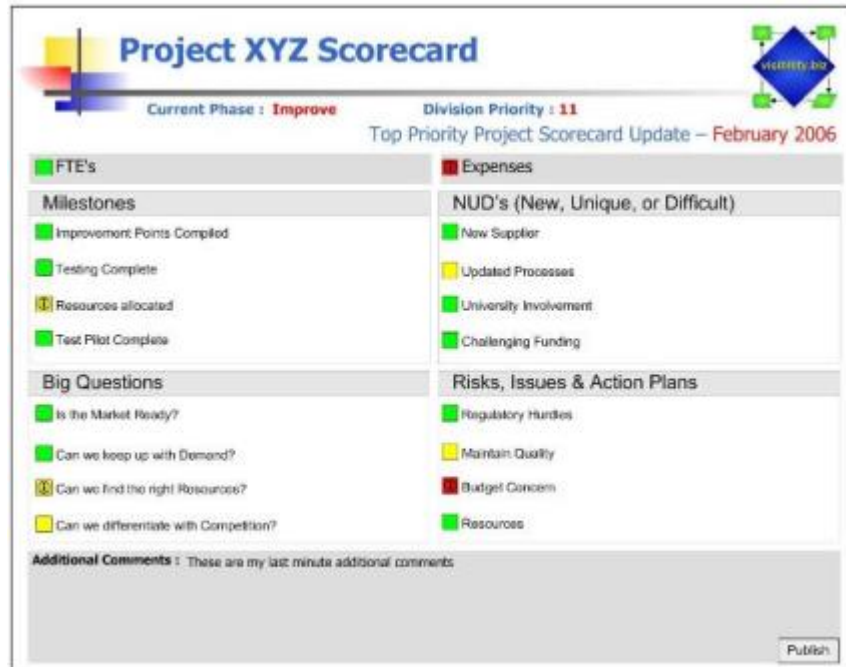 Project XYZ Scorecard
visibility.biz
Current Phase : Improve Division Priority : 11
Top Priority Project Scorecard Update – February 2006
FTE's
Expenses
Milestones
Improvement Points Compiled
Testing Complete
Resources allocated
Test Pilot Complete
NUD's (New, Unique, or Difficult)
New Supplier
Updated Processes
University Involvement
Challenging Funding
Big Questions
Is the Market Ready?
Can we keep up with Demand?
Can we find the right Resources?
Can we differentiate with Competition?
Risks, Issues & Action Plans
Regulatory Hurdles
Maintain Quality
Budget Concern
Resources
Additional Comments : These are my last minute additional comments
Publish